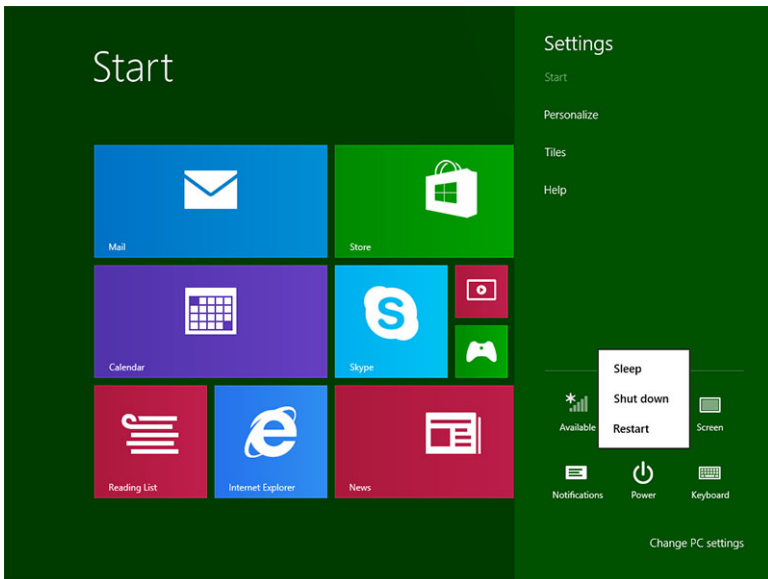 Start
Mail
Store
Calendar
Skype
Reading List
Internet Explorer
News
Settings
Start
Personalize
Tiles
Help
Sleep
Shut down
Restart
Available
Screen
Notifications
Power
Keyboard
Change PC settings